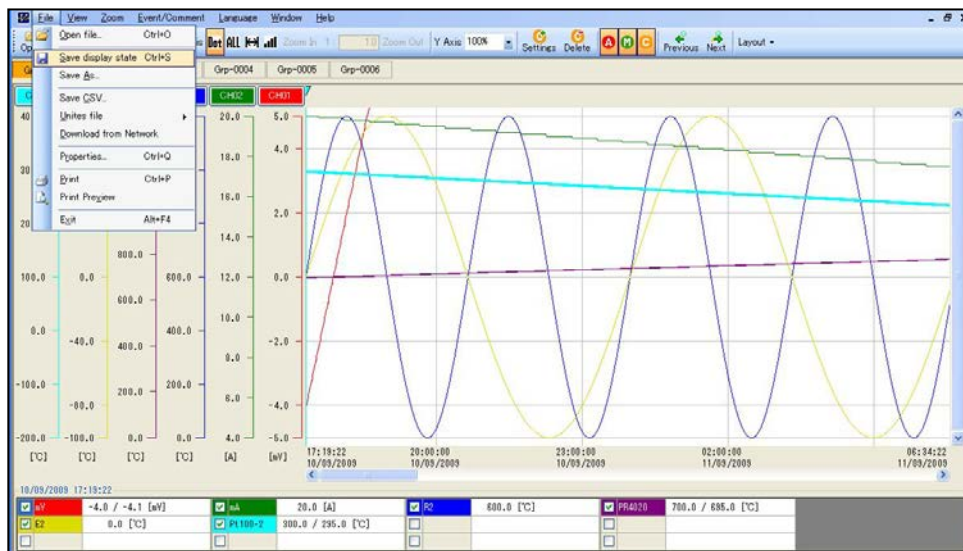 File View Zoom Event/Comment Language Window Help
Open file... Ctrl+O
Save display state Ctrl+S
Save As...
Save CSV...
Unites file
Download from Network
Properties... Ctrl+Q
Print Ctrl+P
Print Preview
Exit Alt+F4
Dot ALL Zoom In 1: 1.0 Zoom Out Y Axis 100% Settings Delete A M C Previous Next Layout
Grp-0004 Grp-0005 Grp-0006
CH02 CH01
20.0 5.0
18.0 4.0
16.0 2.0
800.0 14.0
100.0 0.0 600.0 12.0 0.0
600.0
0.0 -40.0 400.0 400.0 10.0 -2.0
8.0
-100.0 -80.0 200.0 200.0 6.0 -4.0
-200.0 -100.0 0.0 0.0 4.0 -5.0
[℃] [℃] [℃] [℃] [A] [mV]
17:19:22 20:00:00 23:00:00 02:00:00 06:34:22
10/09/2009 10/09/2009 10/09/2009 11/09/2009 11/09/2009
10/09/2009 17:19:22
mV -4.0 / -4.1 [mV] mA 20.0 [A] R2 600.0 [℃] PR4020 700.0 / 695.0 [℃]
E2 0.0 [℃] Pt100-2 300.0 / 295.0 [℃]